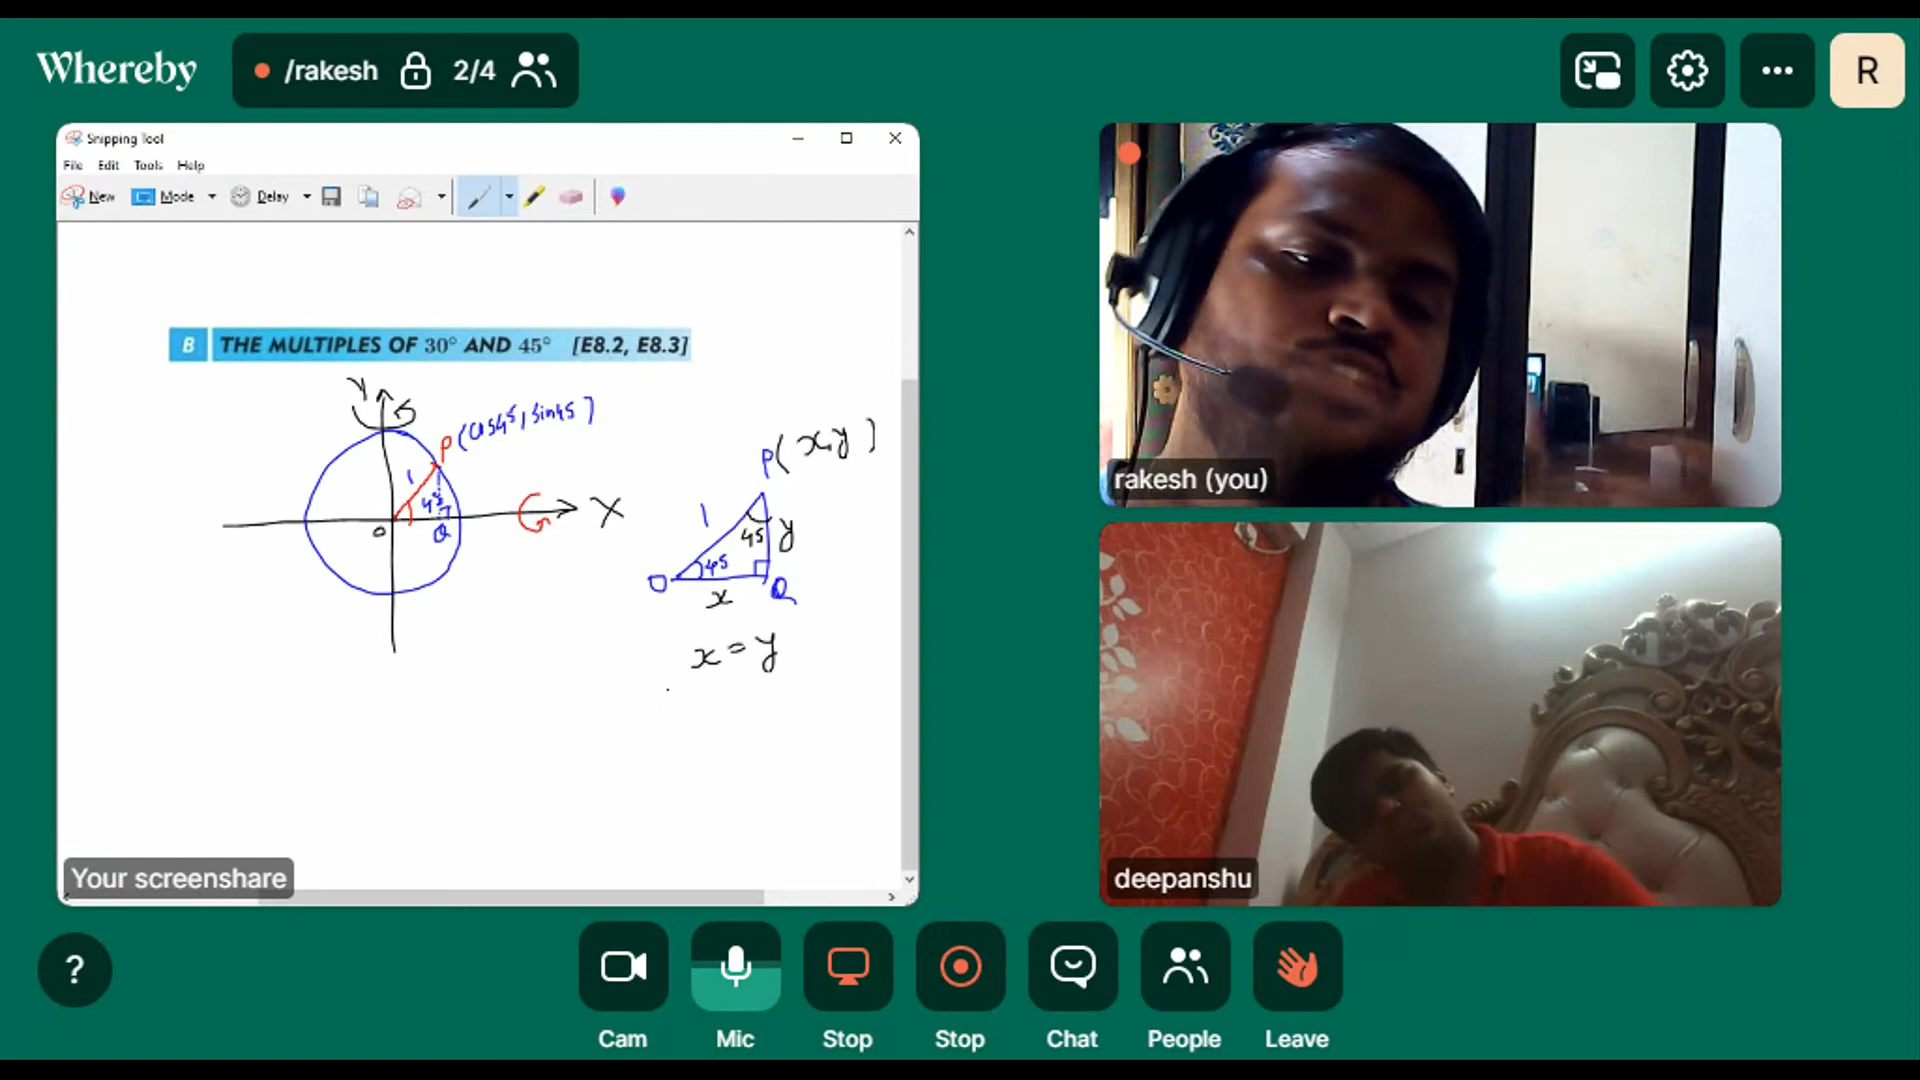 Whereby
/rakesh 2/4
R
Snipping Tool
File Edit Tools Help
New Mode Delay
B THE MULTIPLES OF 30° AND 45° [E8.2, E8.3]
Y
P (cos45, sin45)
1
45
O Q
X
P(x,y)
1
45 y
O 45 Q
x
x = y
Your screenshare
rakesh (you)
deepanshu
?
Cam Mic Stop Stop Chat People Leave